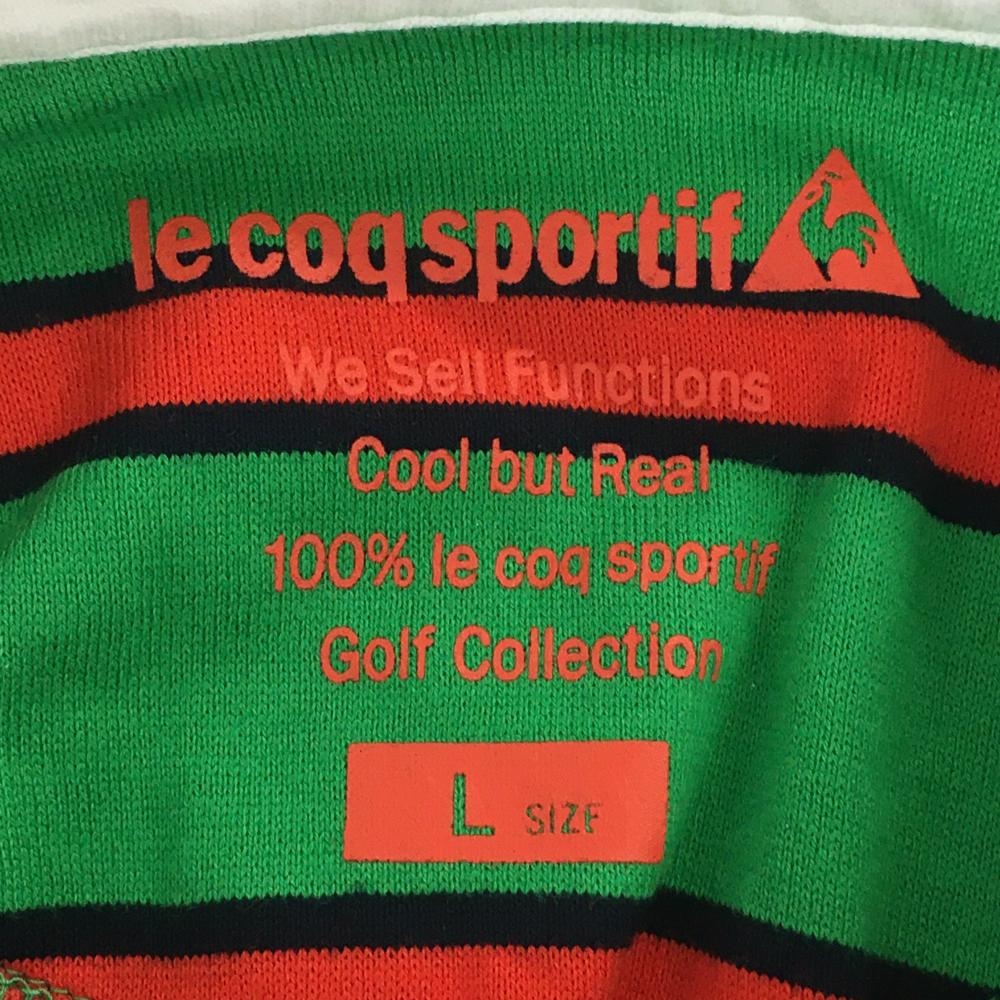 le coq sportif
We Sell Functions
Cool but Real
100% le coq sportif
Golf Collection
L SIZE